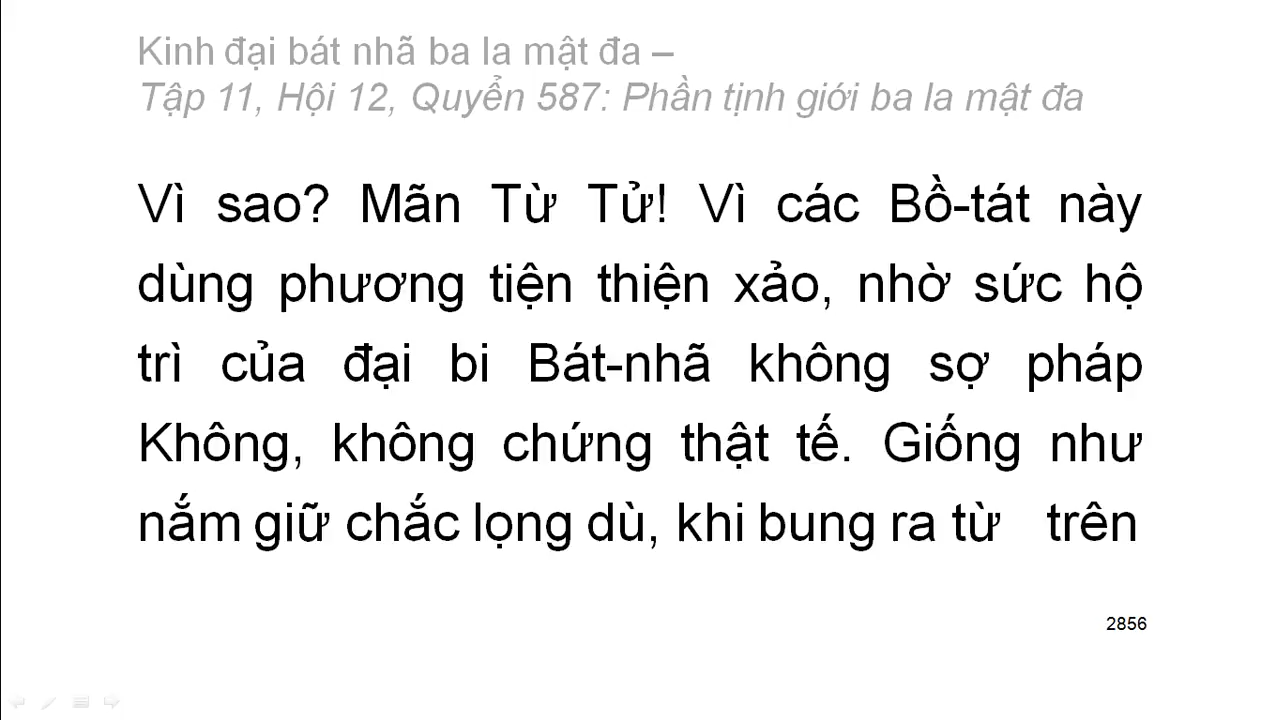 Kinh đại bát nhã ba la mật đa –
Tập 11, Hội 12, Quyển 587: Phần tịnh giới ba la mật đa
Vì sao? Mãn Từ Tử! Vì các Bồ-tát này
dùng phương tiện thiện xảo, nhờ sức hộ
trì của đại bi Bát-nhã không sợ pháp
Không, không chứng thật tế. Giống như
nắm giữ chắc lọng dù, khi bung ra từ trên
2856